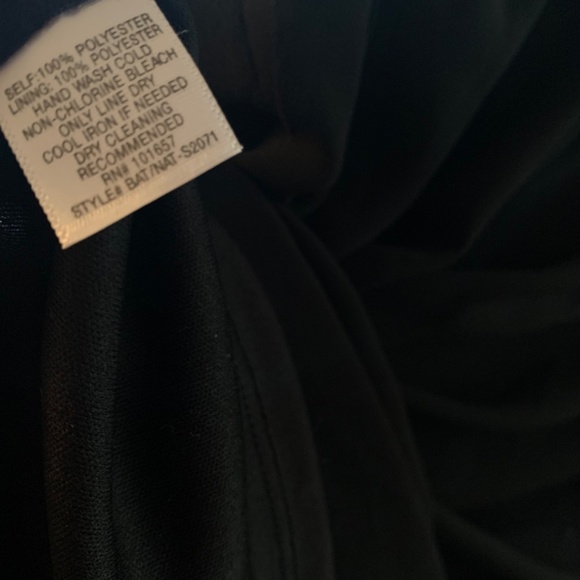 SELF:100% POLYESTER
LINING: 100% POLYESTER
HAND WASH COLD
NON-CHLORINE BLEACH
ONLY LINE DRY
COOL IRON IF NEEDED
DRY CLEANING
RECOMMENDED
RN# 101657
STYLE# BAT/NAT-S2071